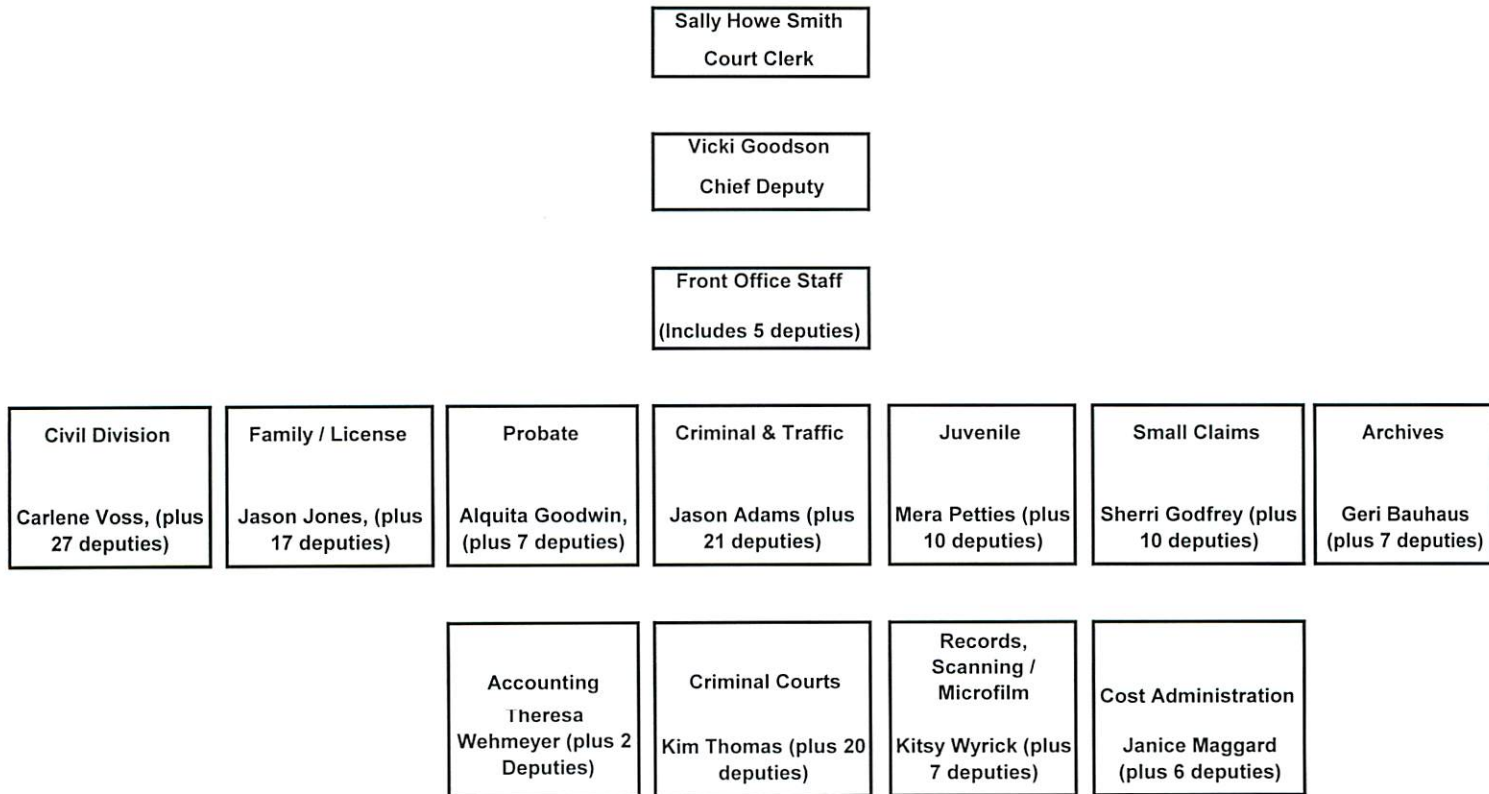 Sally Howe Smith
Court Clerk
Vicki Goodson
Chief Deputy
Front Office Staff
(Includes 5 deputies)
Civil Division
Carlene Voss, (plus
27 deputies)
Family / License
Jason Jones, (plus
17 deputies)
Probate
Alquita Goodwin,
(plus 7 deputies)
Criminal & Traffic
Jason Adams (plus
21 deputies)
Juvenile
Mera Petties (plus
10 deputies)
Small Claims
Sherri Godfrey (plus
10 deputies)
Archives
Geri Bauhaus
(plus 7 deputies)
Accounting
Theresa
Wehmeyer (plus 2
Deputies)
Criminal Courts
Kim Thomas (plus 20
deputies)
Records,
Scanning /
Microfilm
Kitsy Wyrick (plus
7 deputies)
Cost Administration
Janice Maggard
(plus 6 deputies)